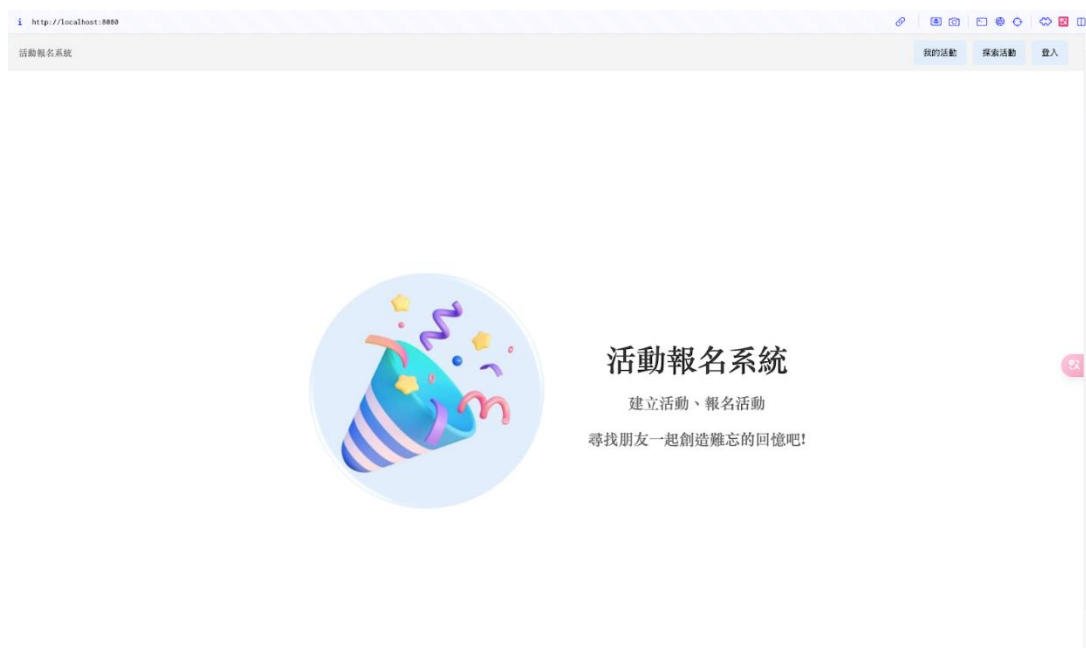 http://localhost:8080
活動報名系統
我的活動 探索活動 登入
活動報名系統
建立活動、報名活動
尋找朋友一起創造難忘的回憶吧!